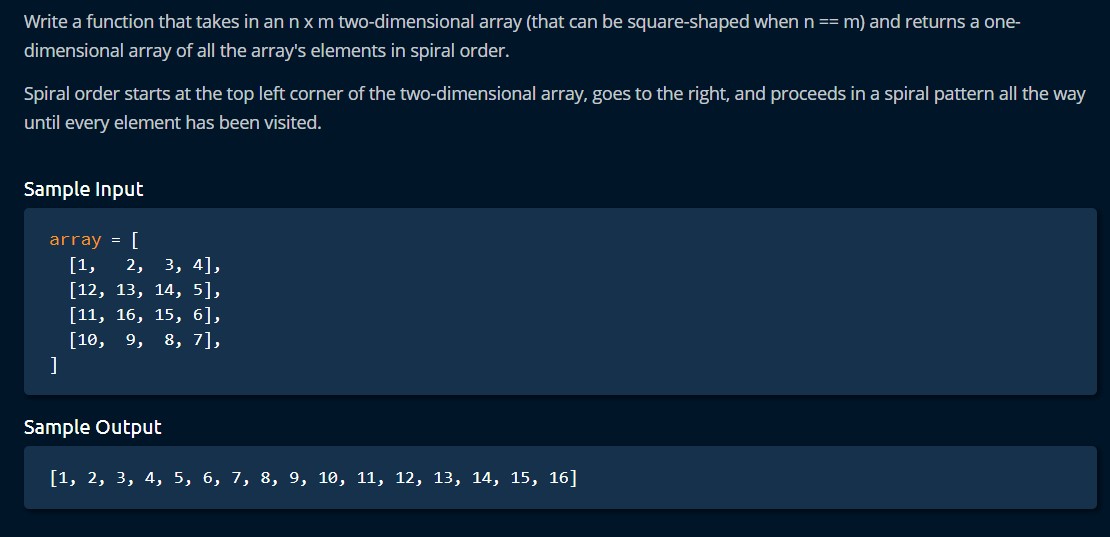 Write a function that takes in an n x m two-dimensional array (that can be square-shaped when n == m) and returns a one-
dimensional array of all the array's elements in spiral order.
Spiral order starts at the top left corner of the two-dimensional array, goes to the right, and proceeds in a spiral pattern all the way
until every element has been visited.
Sample Input
array = [
  [1,   2,  3, 4],
  [12, 13, 14, 5],
  [11, 16, 15, 6],
  [10,  9,  8, 7],
]
Sample Output
[1, 2, 3, 4, 5, 6, 7, 8, 9, 10, 11, 12, 13, 14, 15, 16]